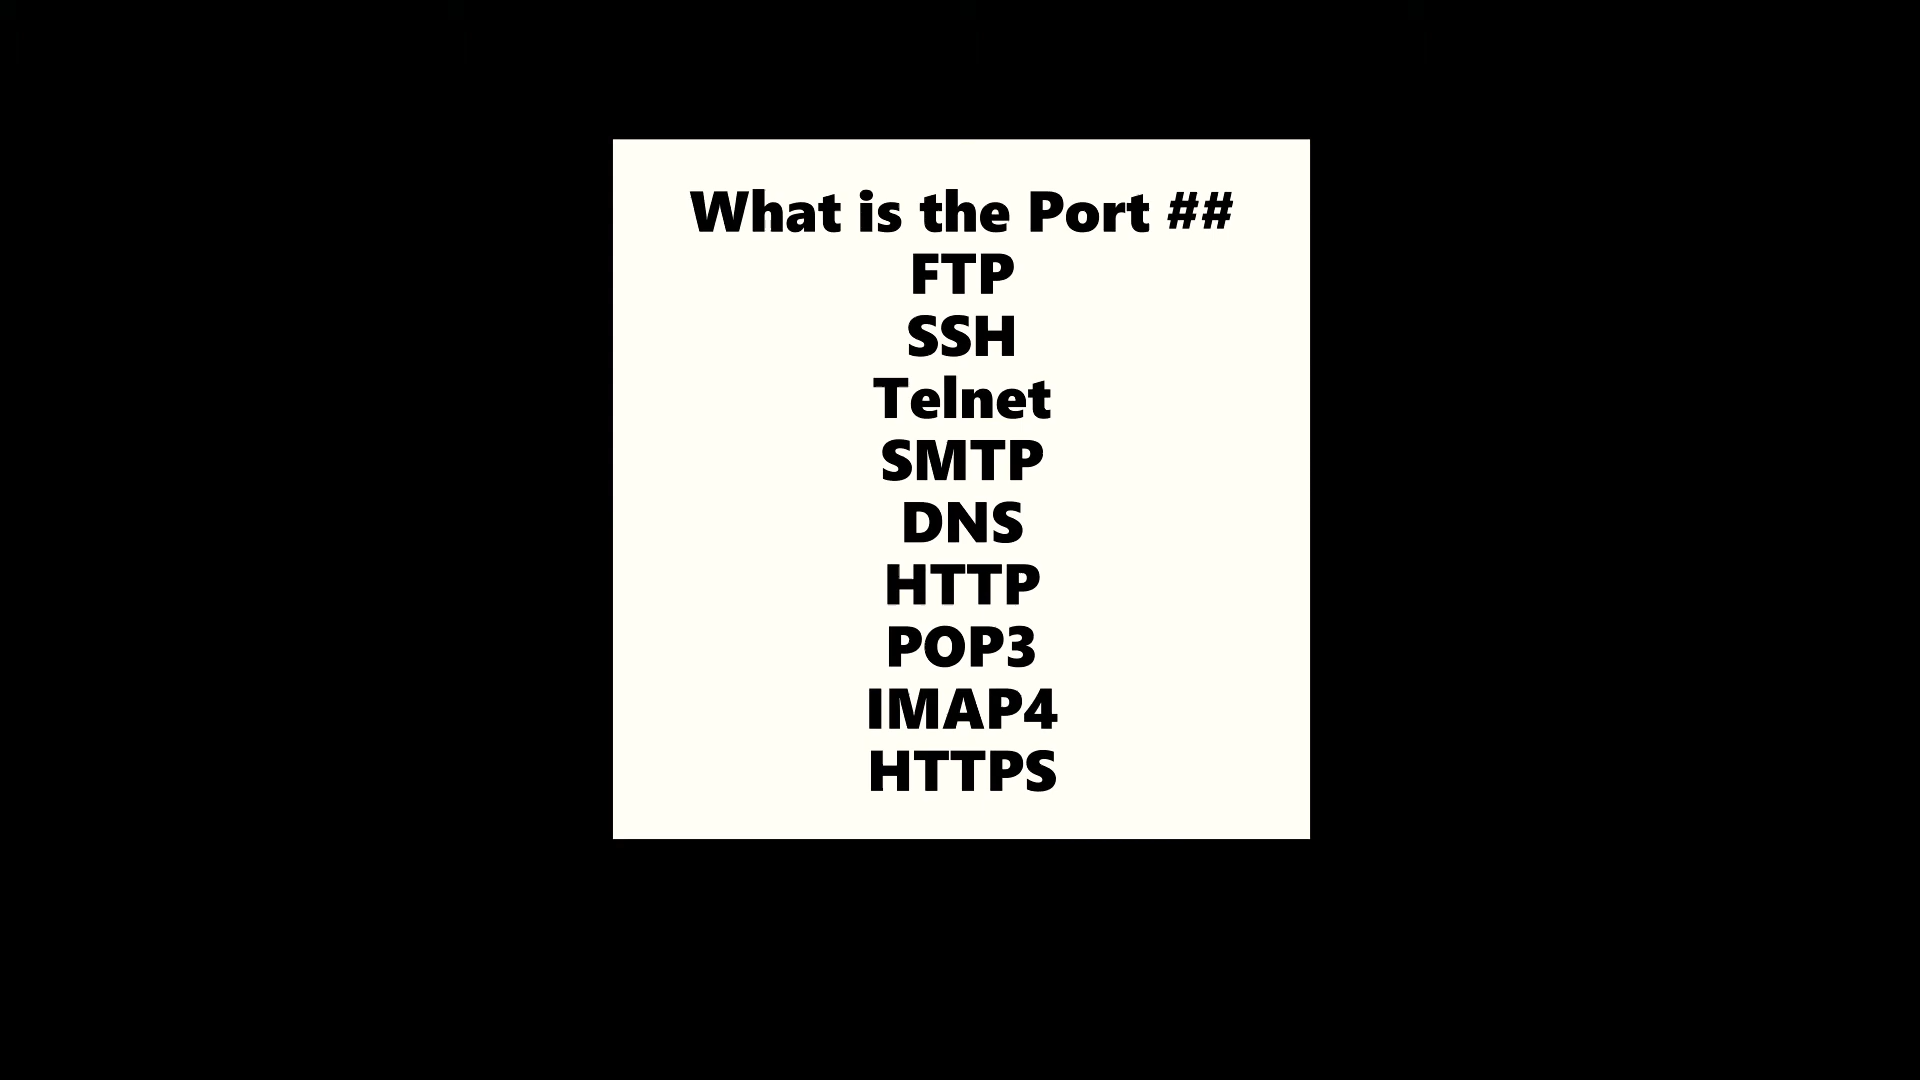 What is the Port ##
FTP
SSH
Telnet
SMTP
DNS
HTTP
POP3
IMAP4
HTTPS